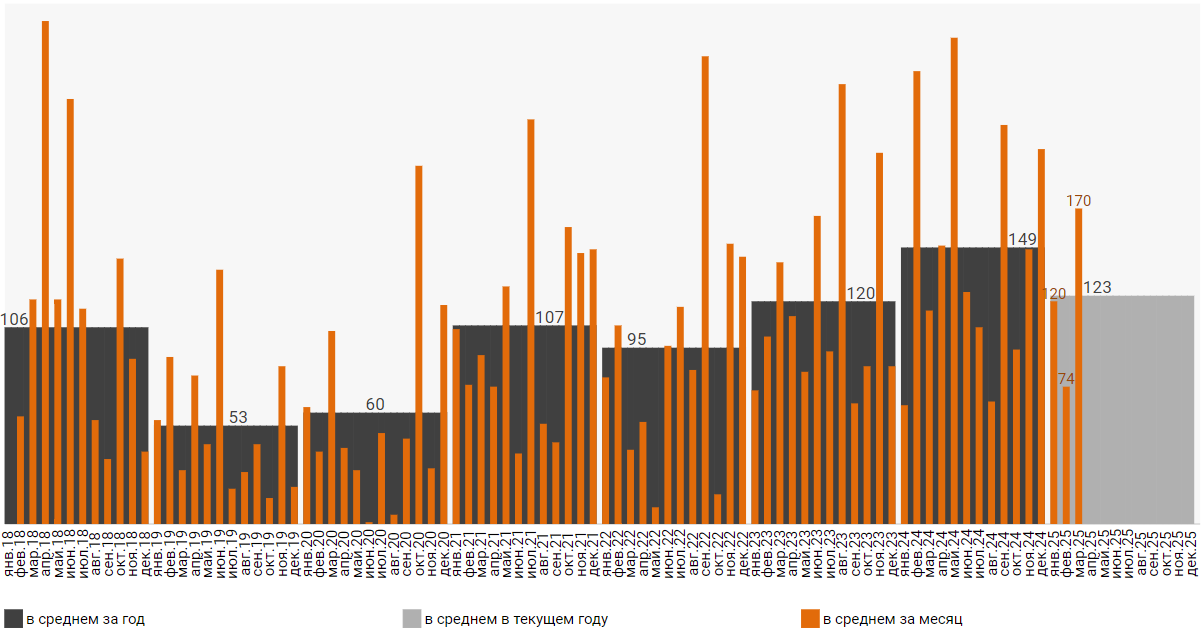 170
149
120
123
120
106
107
95
74
60
53
янв.18
фев.18
мар.18
апр.18
май.18
июн.18
июл.18
авг.18
сен.18
окт.18
ноя.18
дек.18
янв.19
фев.19
мар.19
апр.19
май.19
июн.19
июл.19
авг.19
сен.19
окт.19
ноя.19
дек.19
янв.20
фев.20
мар.20
апр.20
май.20
июн.20
июл.20
авг.20
сен.20
окт.20
ноя.20
дек.20
янв.21
фев.21
мар.21
апр.21
май.21
июн.21
июл.21
авг.21
сен.21
окт.21
ноя.21
дек.21
янв.22
фев.22
мар.22
апр.22
май.22
июн.22
июл.22
авг.22
сен.22
окт.22
ноя.22
дек.22
янв.23
фев.23
мар.23
апр.23
май.23
июн.23
июл.23
авг.23
сен.23
окт.23
ноя.23
дек.23
янв.24
фев.24
мар.24
апр.24
май.24
июн.24
июл.24
авг.24
сен.24
окт.24
ноя.24
дек.24
янв.25
фев.25
мар.25
апр.25
май.25
июн.25
июл.25
авг.25
сен.25
окт.25
ноя.25
дек.25
в среднем за год
в среднем в текущем году
в среднем за месяц